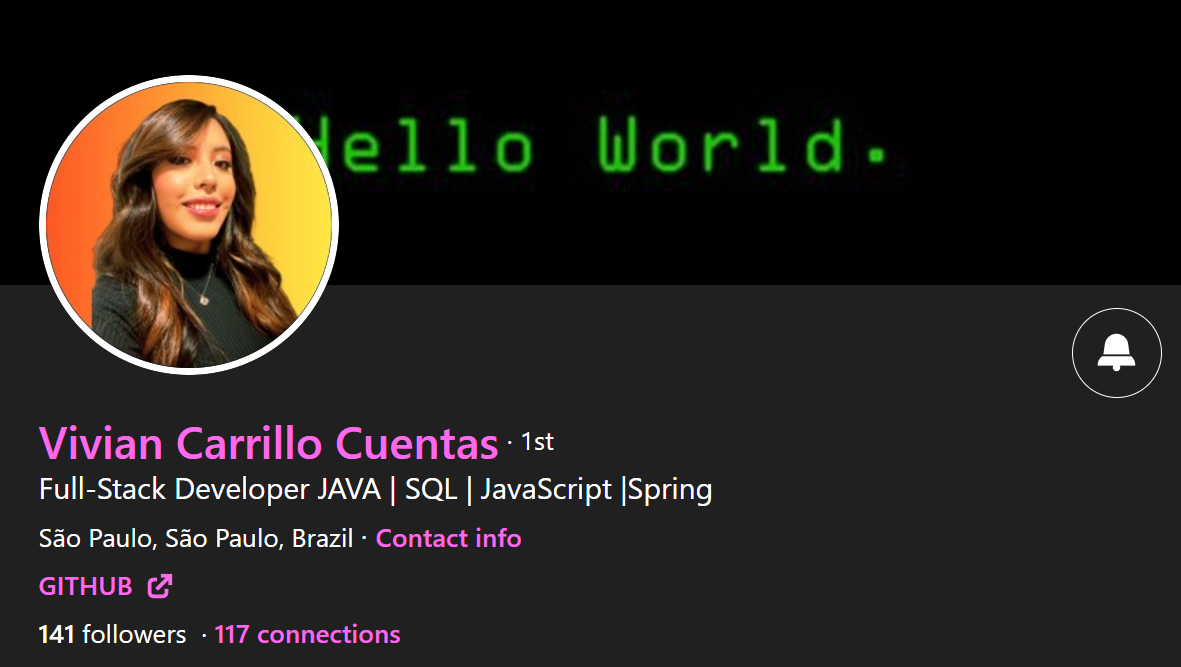 Hello World.
Vivian Carrillo Cuentas · 1st
Full-Stack Developer JAVA | SQL | JavaScript |Spring
São Paulo, São Paulo, Brazil · Contact info
GITHUB
141 followers · 117 connections